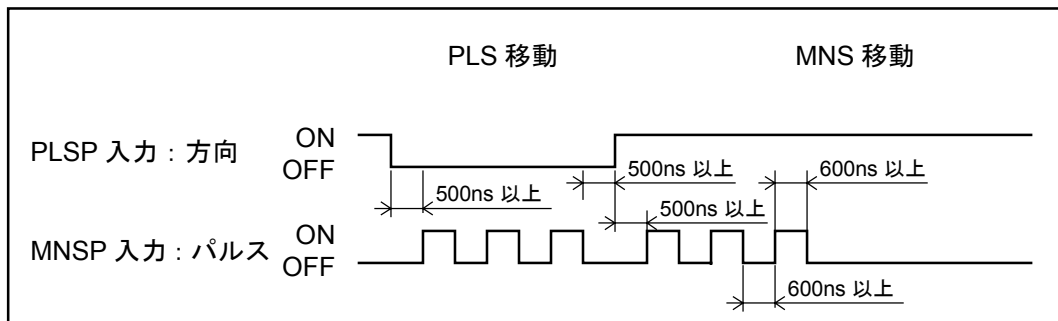 PLS 移動
MNS 移動
PLSP 入力：方向
ON
OFF
500ns 以上
500ns 以上
600ns 以上
500ns 以上
MNSP 入力：パルス
ON
OFF
600ns 以上